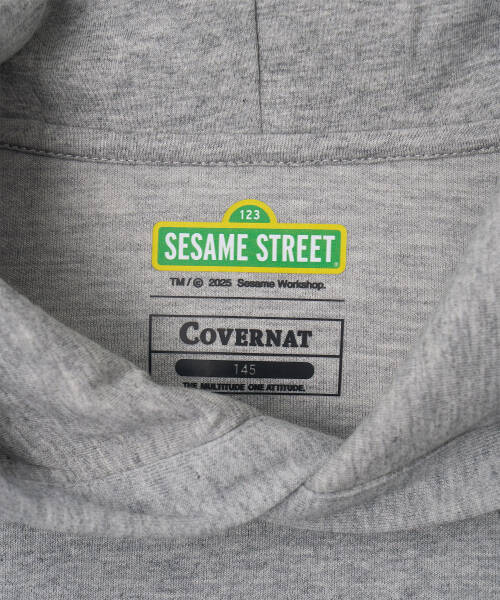 123
SESAME STREET®
TM / © 2025 Sesame Workshop.
COVERNAT
145
THE MULTITUDE ONE ATTITUDE.